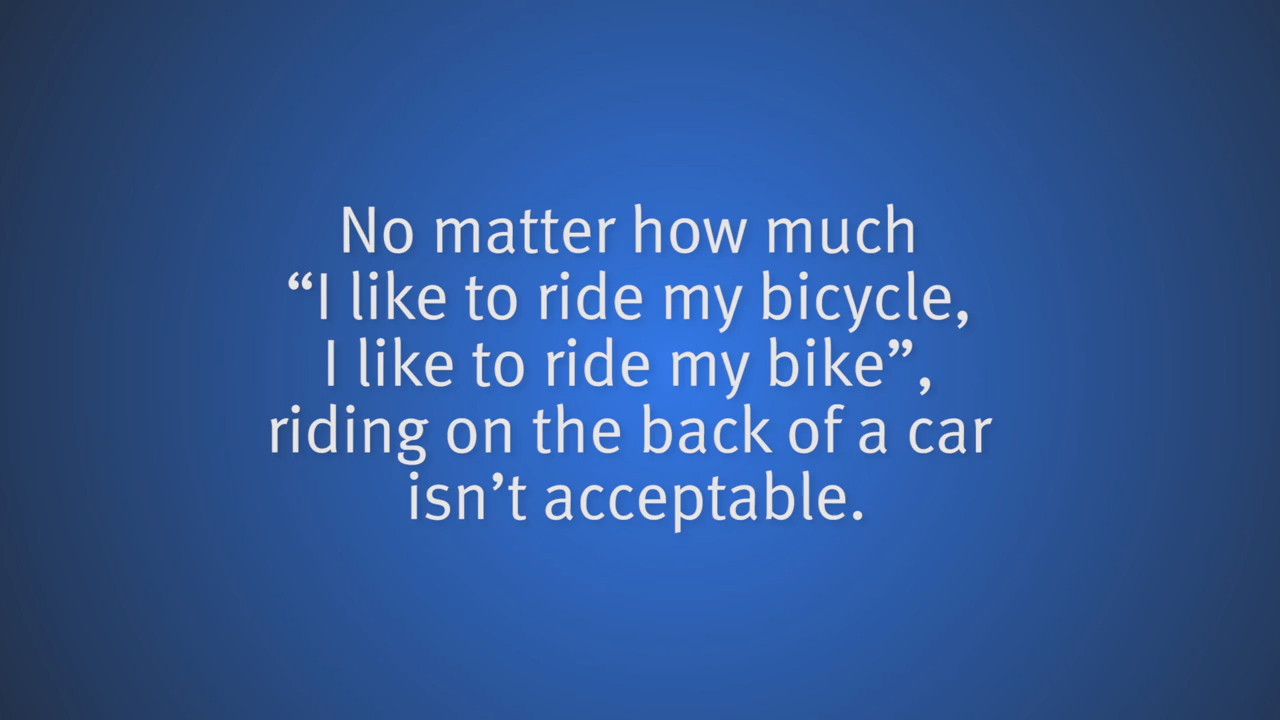 No matter how much
“I like to ride my bicycle,
I like to ride my bike”,
riding on the back of a car
isn’t acceptable.